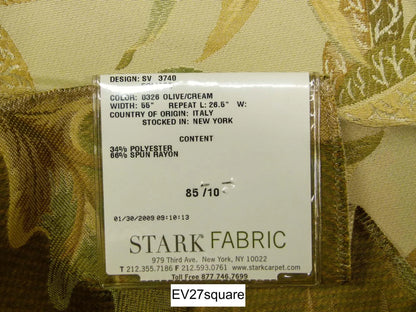 DESIGN: SV 3740
COLOR: 0326 OLIVE/CREAM
WIDTH: 55" REPEAT L: 26.5" W:
COUNTRY OF ORIGIN: ITALY
STOCKED IN: NEW YORK
CONTENT
34% POLYESTER
66% SPUN RAYON
85 /10
01/30/2009 09:10:13
STARK FABRIC
979 Third Ave. New York, NY 10022
T 212.355.7186 F 212.593.0761 www.starkcarpet.com
Toll Free 877.746.7699
EV27square